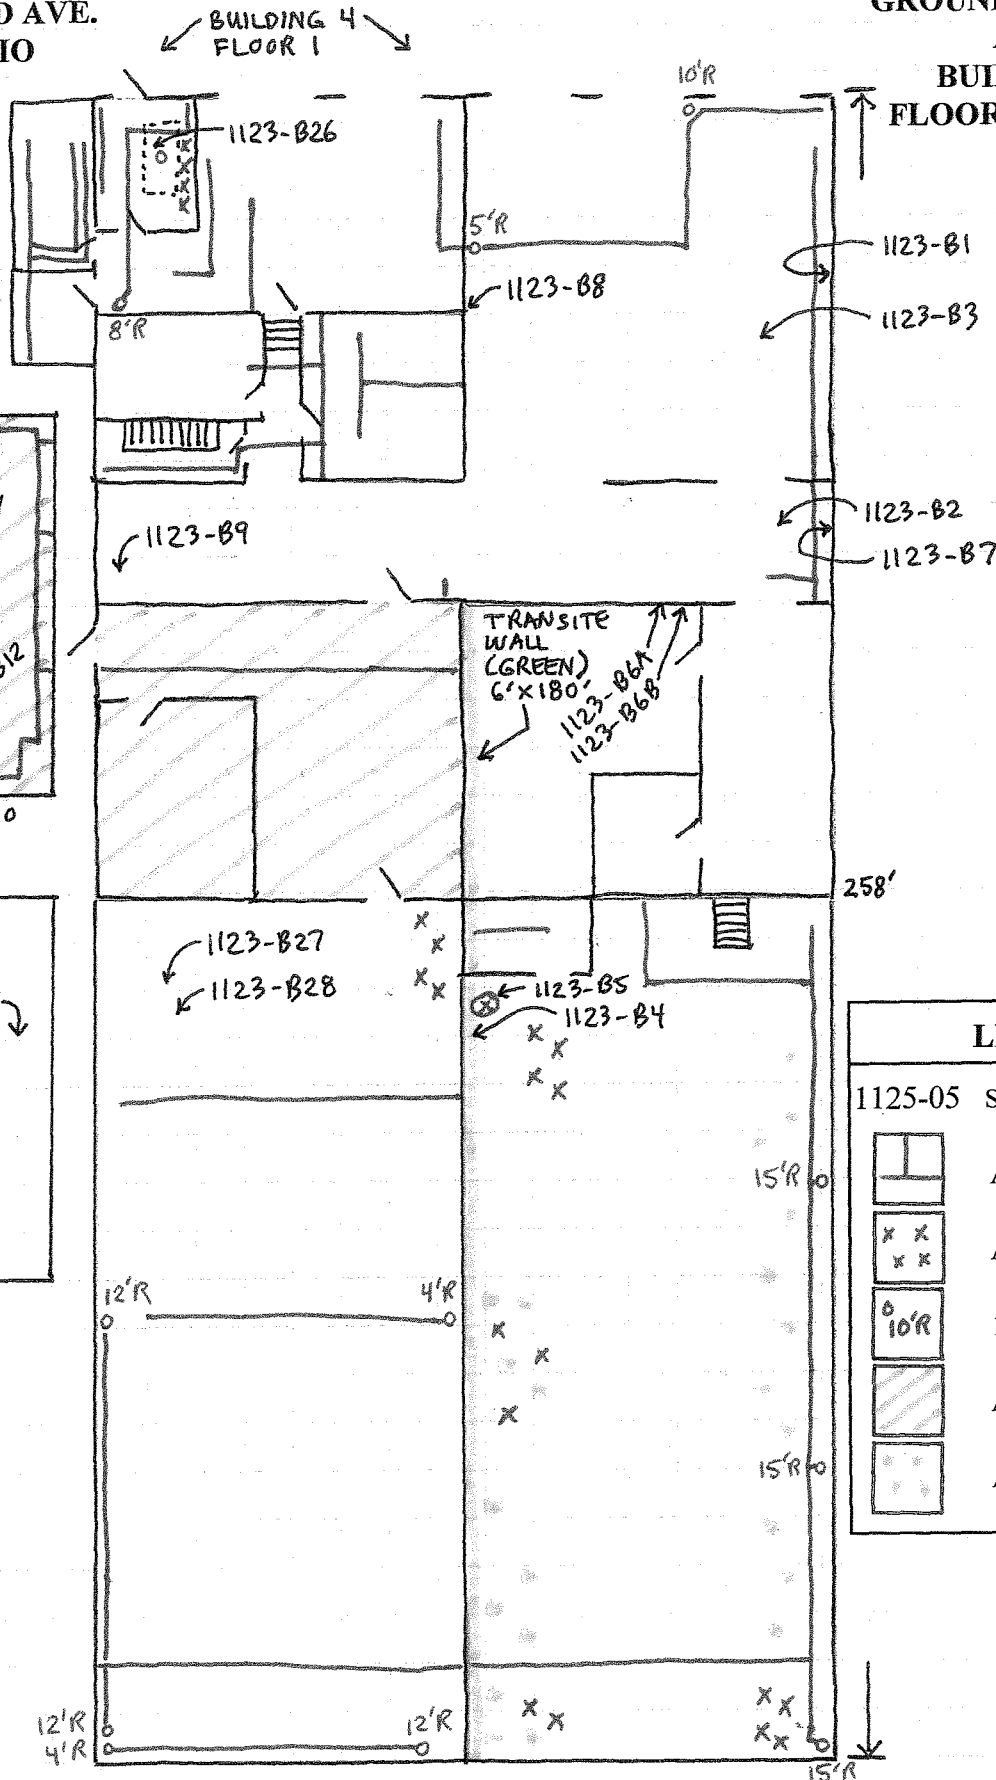 D AVE.
IO
BUILDING 4
FLOOR 1
GROUN
BUI
FLOOR
10'R
1123-B26
5'R
1123-B1
1123-B8
1123-B3
8'R
1123-B2
1123-B9
1123-B7
TRANSITE
WALL
(GREEN)
6'X180'
1123-B6A
1123-B6B
B12
258'
1123-B27
1123-B28
1123-B5
1123-B4
L
1125-05 S
15'R
12'R
4'R
10'R
15'R
12'R
4'R
12'R
15'R